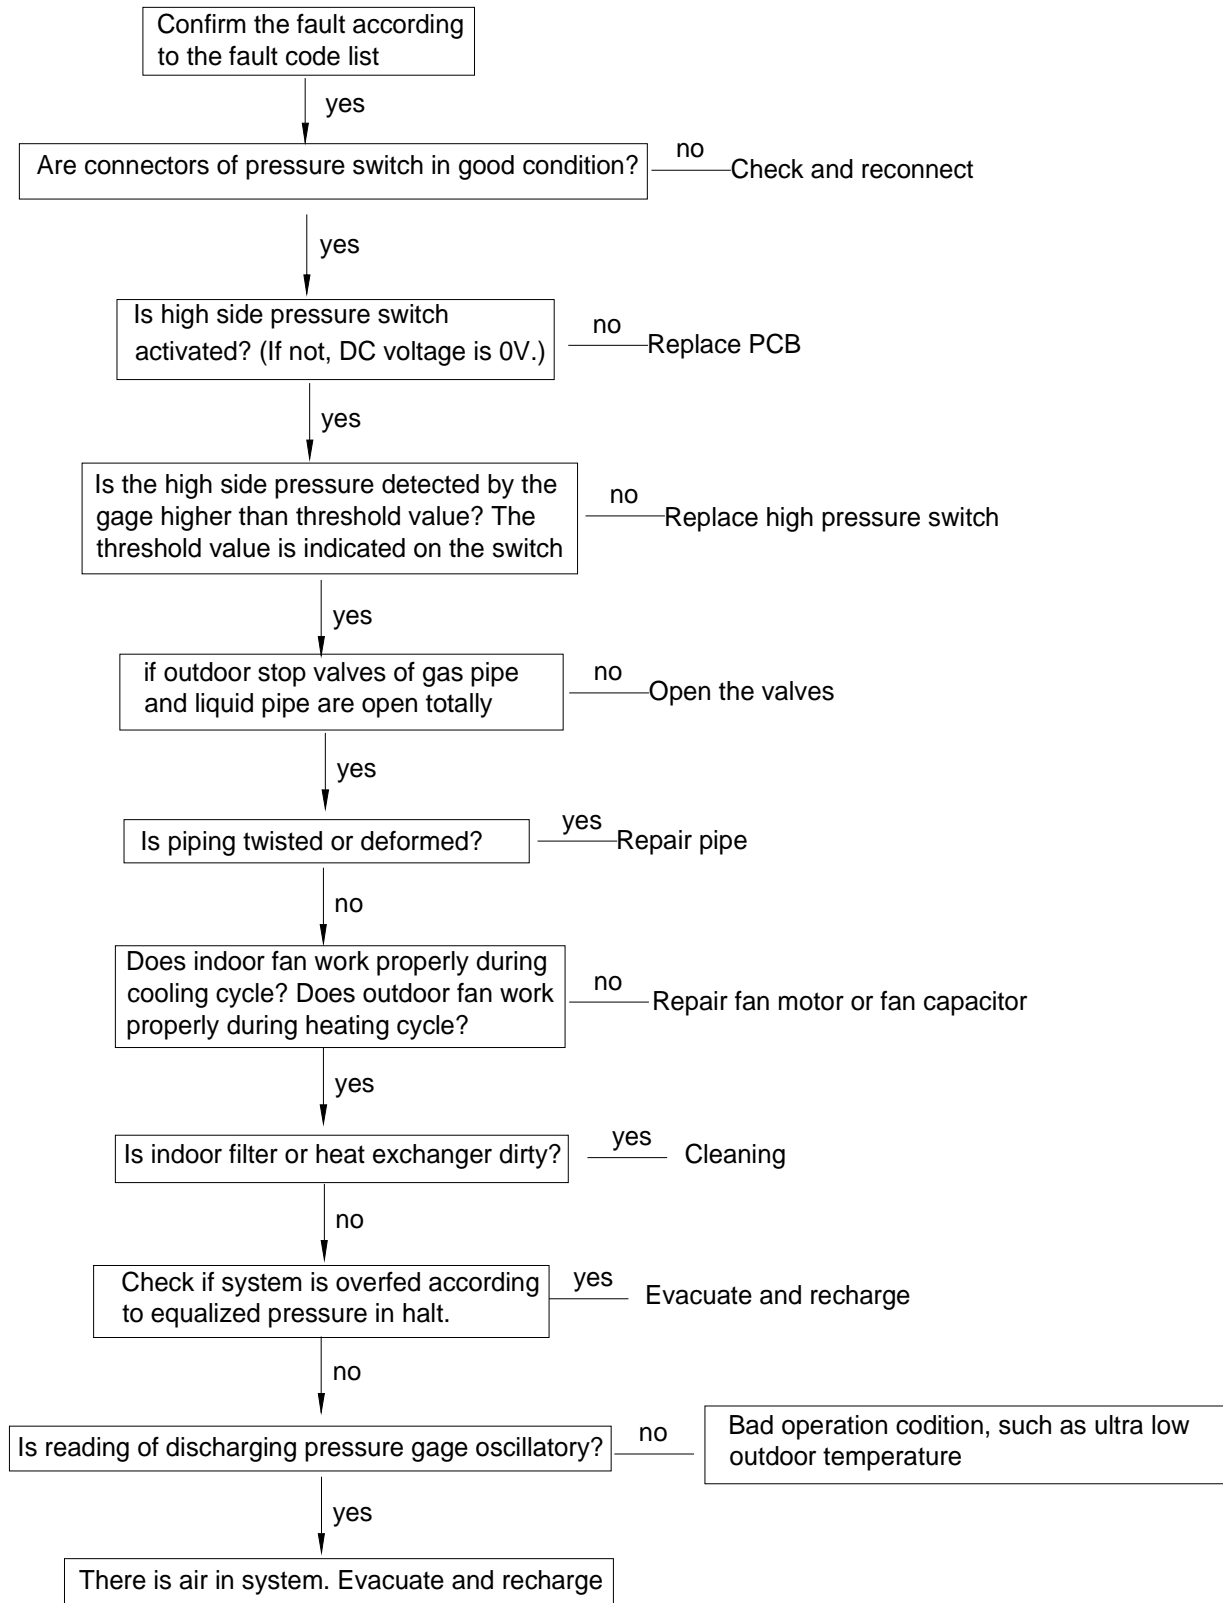 Confirm the fault according
to the fault code list
yes
Are connectors of pressure switch in good condition?
no
Check and reconnect
yes
Is high side pressure switch
activated? (If not, DC voltage is 0V.)
no
Replace PCB
yes
Is the high side pressure detected by the
gage higher than threshold value? The
threshold value is indicated on the switch
no
Replace high pressure switch
yes
if outdoor stop valves of gas pipe
and liquid pipe are open totally
no
Open the valves
yes
Is piping twisted or deformed?
yes
Repair pipe
no
Does indoor fan work properly during
cooling cycle? Does outdoor fan work
properly during heating cycle?
no
Repair fan motor or fan capacitor
yes
Is indoor filter or heat exchanger dirty?
yes
Cleaning
no
Check if system is overfed according
to equalized pressure in halt.
yes
Evacuate and recharge
no
Is reading of discharging pressure gage oscillatory?
no
Bad operation codition, such as ultra low
outdoor temperature
yes
There is air in system. Evacuate and recharge